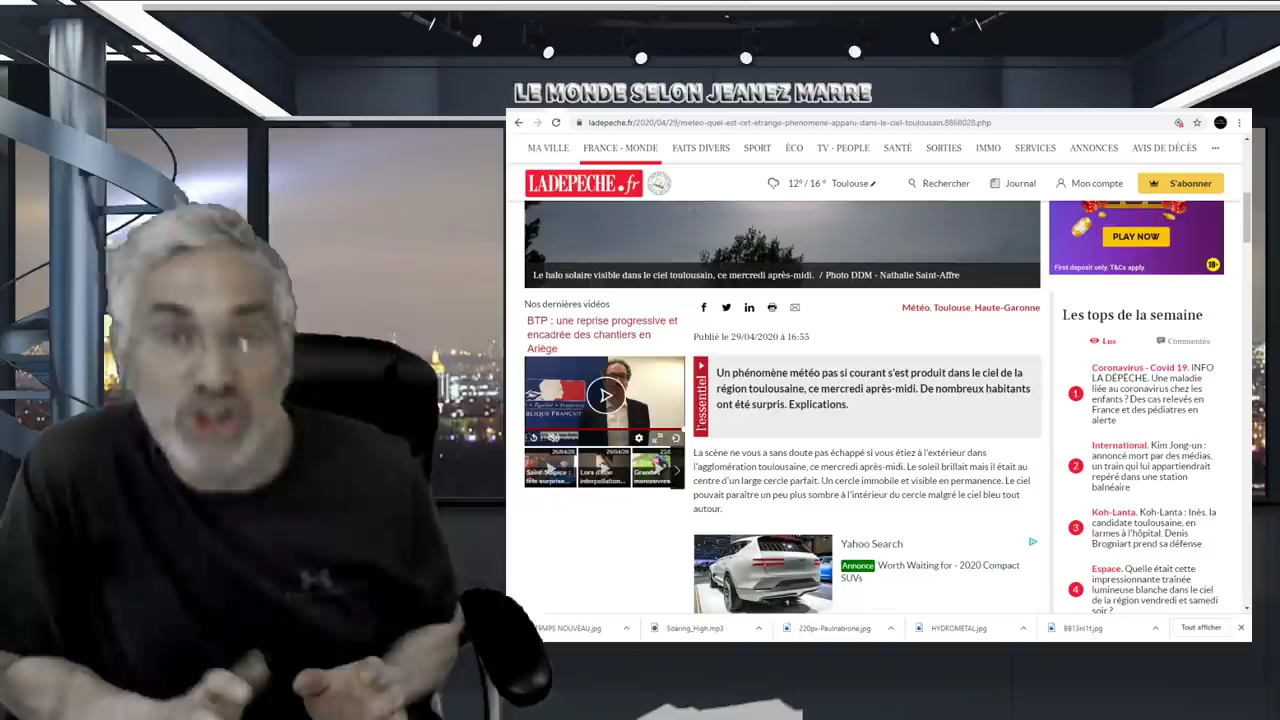 LE MONDE SELON JEANEZ MARRE
ladepeche.fr/2020/04/29/meteo-quel-est-cet-etrange-phenomene-apparu-dans-le-ciel-toulousain.8868028.php
MA VILLE FRANCE - MONDE FAITS DIVERS SPORT ÉCO TV - PEOPLE SANTÉ SORTIES IMMO SERVICES ANNONCES AVIS DE DÉCÈS ...
LADEPECHE.fr 12° / 16° Toulouse Rechercher Journal Mon compte S'abonner
PLAY NOW
First deposit only. T&Cs apply. 18+
Le halo solaire visible dans le ciel toulousain, ce mercredi après-midi. / Photo DDM - Nathalie Saint-Affre
Nos dernières vidéos
BTP : une reprise progressive et
encadrée des chantiers en
Ariège
Météo, Toulouse, Haute-Garonne
Publié le 29/04/2020 à 16:55
l'essentiel
Un phénomène météo pas si courant s'est produit dans le ciel de la
région toulousaine, ce mercredi après-midi. De nombreux habitants
ont été surpris. Explications.
La scène ne vous a sans doute pas échappé si vous étiez à l'extérieur dans
l'agglomération toulousaine, ce mercredi après-midi. Le soleil brillait mais il était au
centre d'un large cercle parfait. Un cercle immobile et visible en permanence. Le ciel
pouvait paraître un peu plus sombre à l'intérieur du cercle malgré le ciel bleu tout
autour.
Yahoo Search
Annonce Worth Waiting for - 2020 Compact
SUVs
Les tops de la semaine
Lus Commentés
1 Coronavirus - Covid 19. INFO
LA DÉPÊCHE. Une maladie
liée au coronavirus chez les
enfants ? Des cas relevés en
France et des pédiatres en
alerte
2 International. Kim Jong-un :
annoncé mort par des médias,
un train qui lui appartiendrait
repéré dans une station
balnéaire
3 Koh-Lanta. Koh-Lanta : Inès, la
candidate toulousaine, en
larmes à l'hôpital. Denis
Brogniart prend sa défense
4 Espace. Quelle était cette
impressionnante traînée
lumineuse blanche dans le ciel
de la région vendredi et samedi
soir ?
TEMPS NOUVEAU.jpg Soaring_High.mp3 220px-Paulnabrone.jpg HYDROMETAL.jpg BB13nl1f.jpg Tout afficher